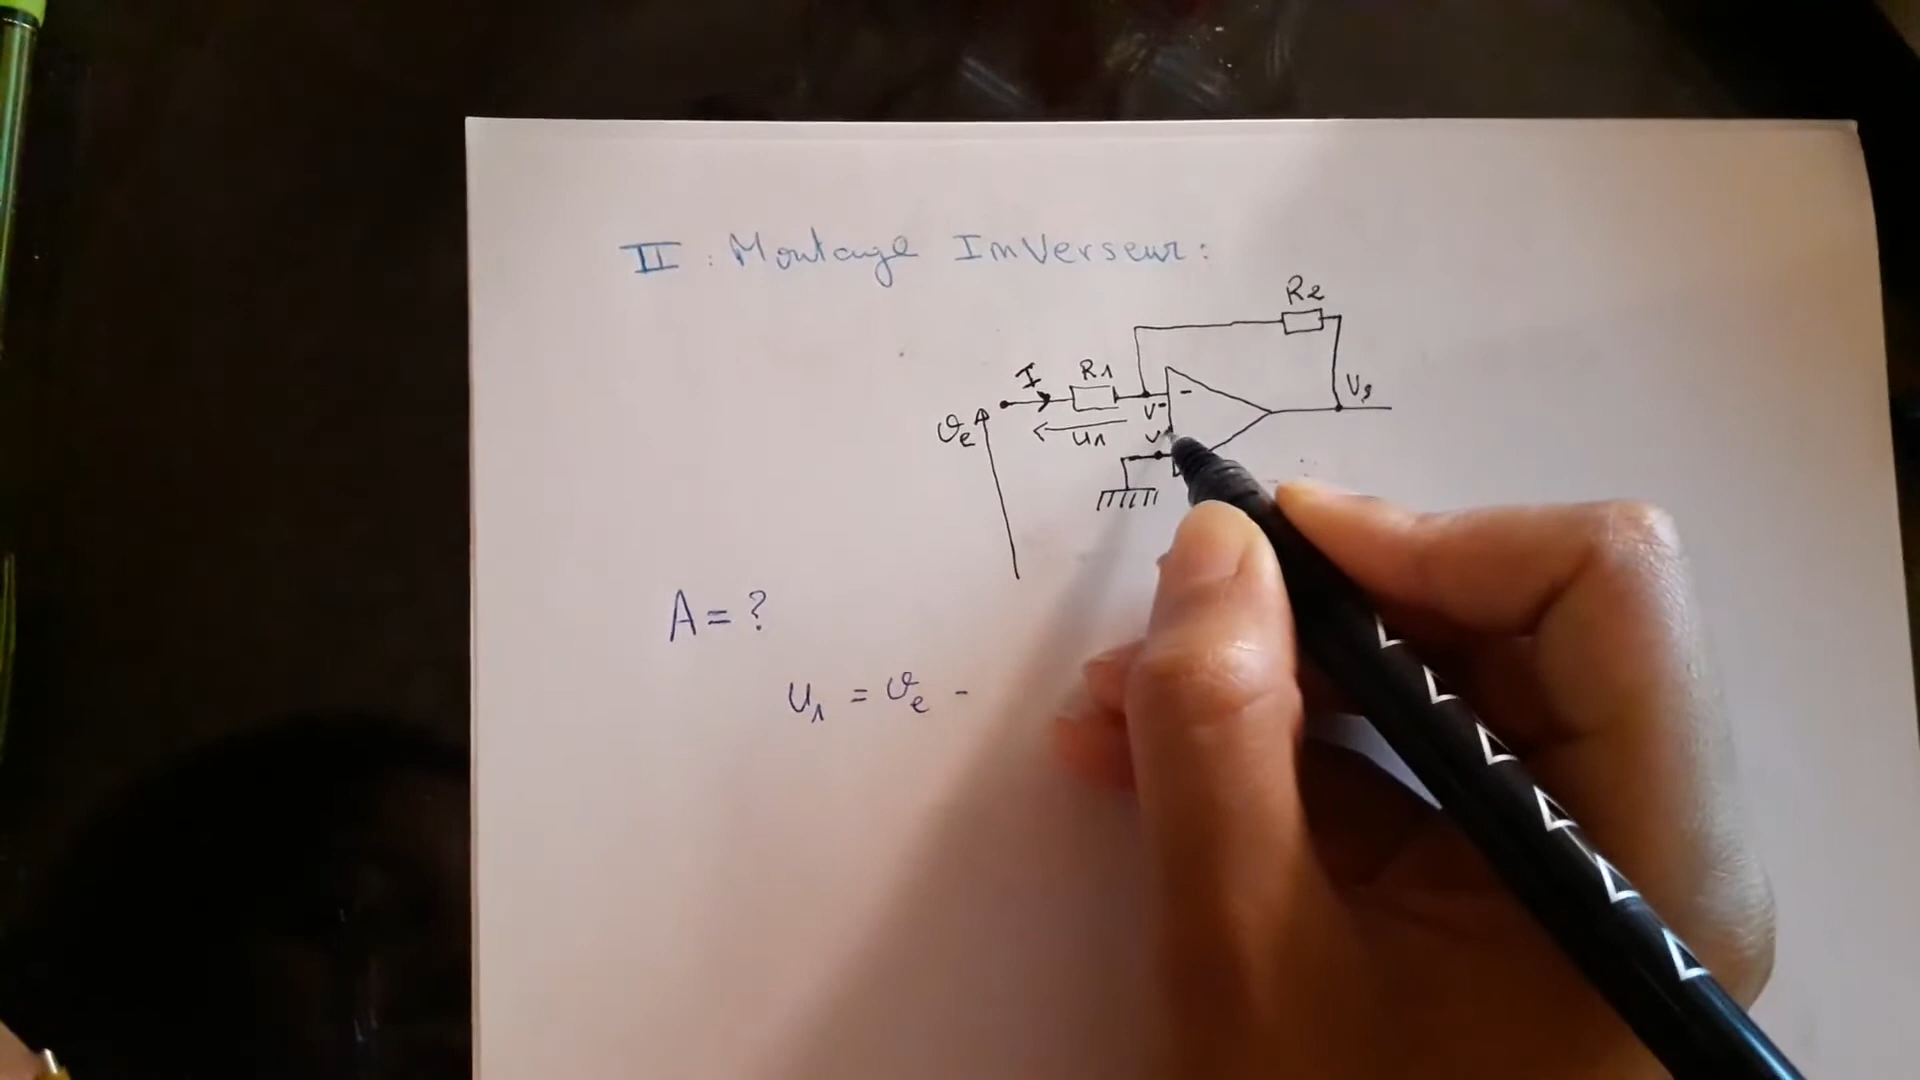 II : Montage InVerseur :
R2
I
R1
Vs
ve
V-
-
U1
V
A = ?
U1 = ve -